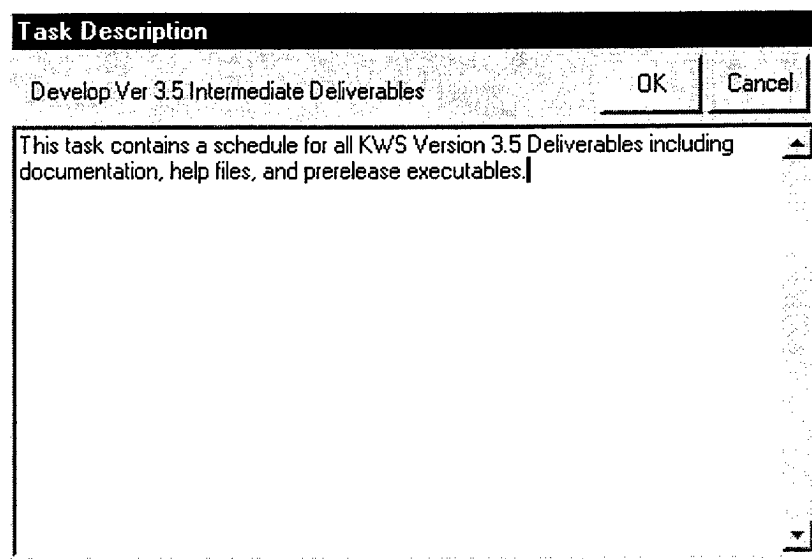 Task Description
Develop Ver 3.5 Intermediate Deliverables
OK
Cancel
This task contains a schedule for all KWS Version 3.5 Deliverables including
documentation, help files, and prerelease executables.